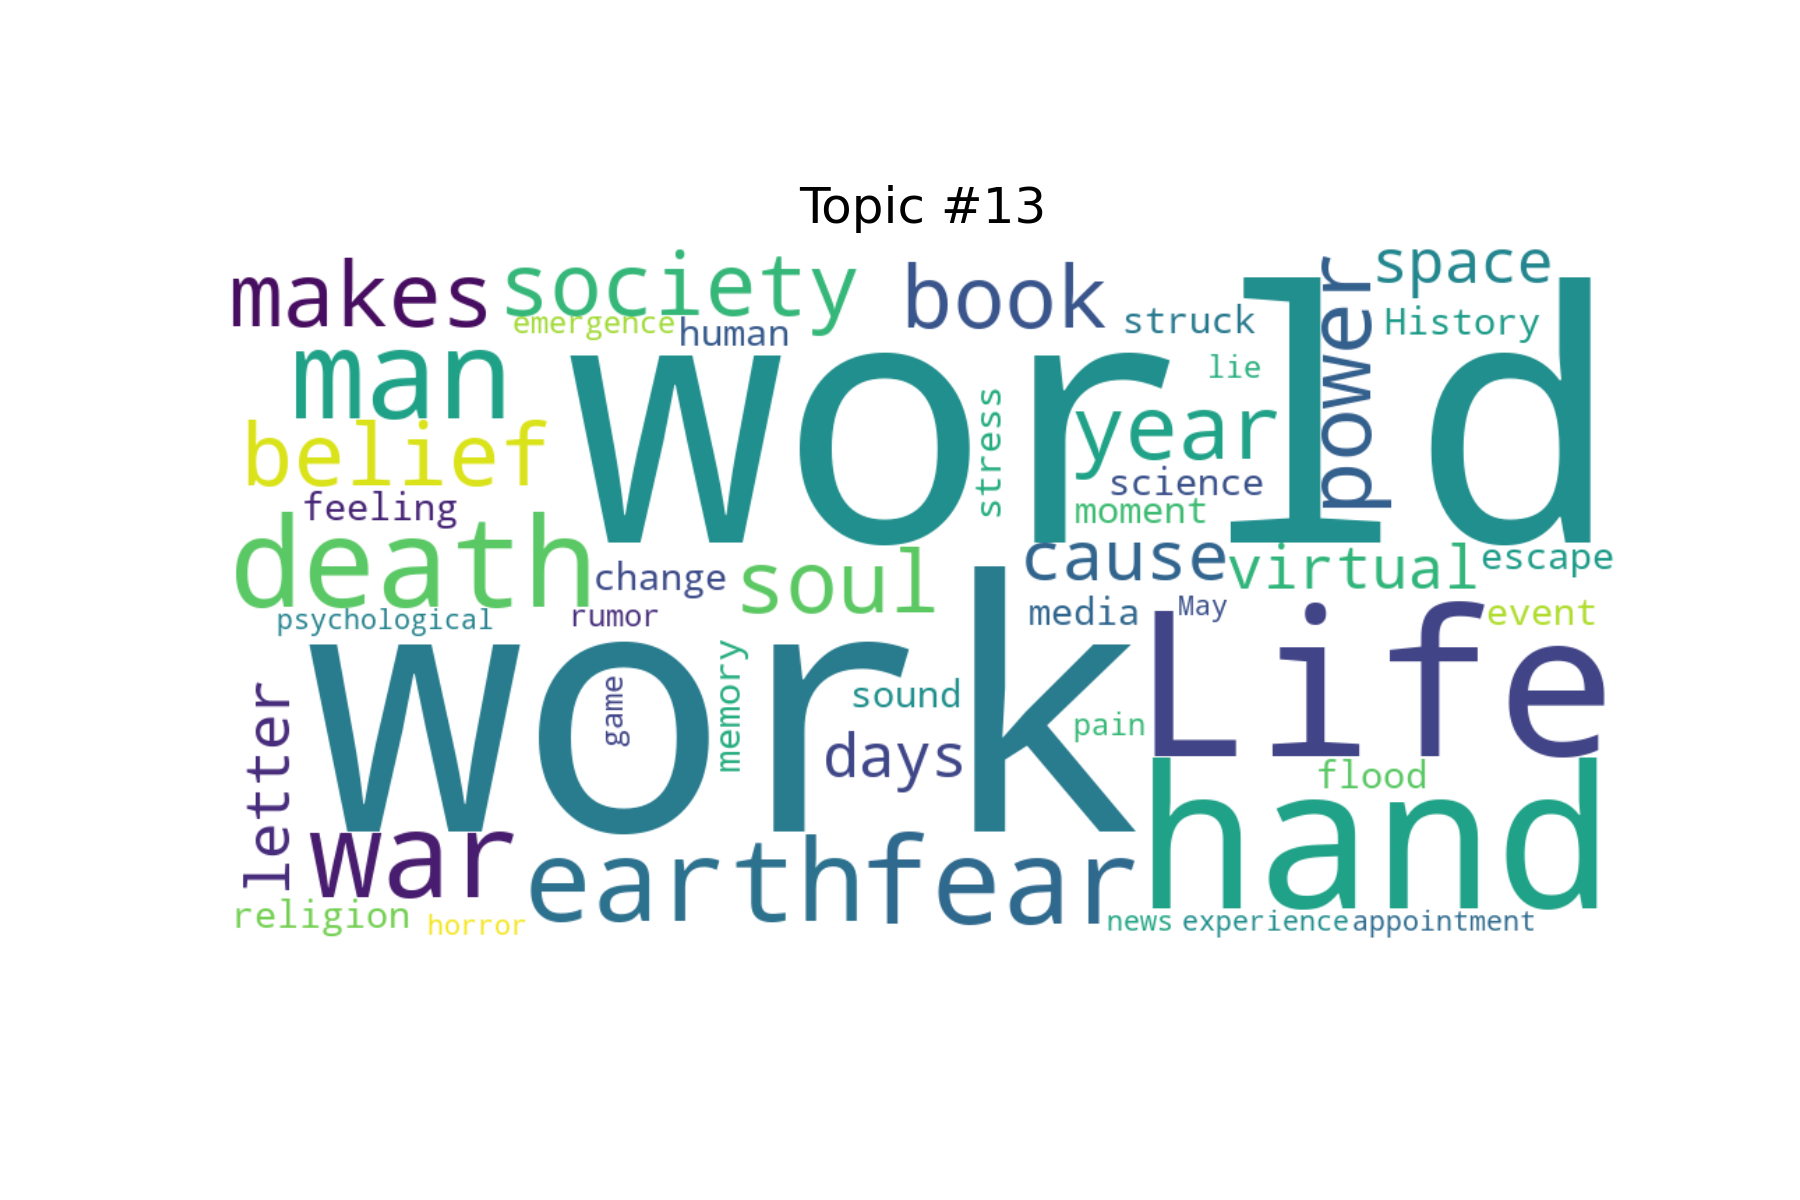 Topic #13
makes
society
book
power
space
emergence
human
struck
History
man
world
lie
belief
stress
year
feeling
science
moment
death
change
soul
cause
virtual
escape
psychological
rumor
media
May
Life
event
work
letter
game
memory
sound
days
pain
flood
hand
war
earth
fear
religion
horror
news
experience
appointment